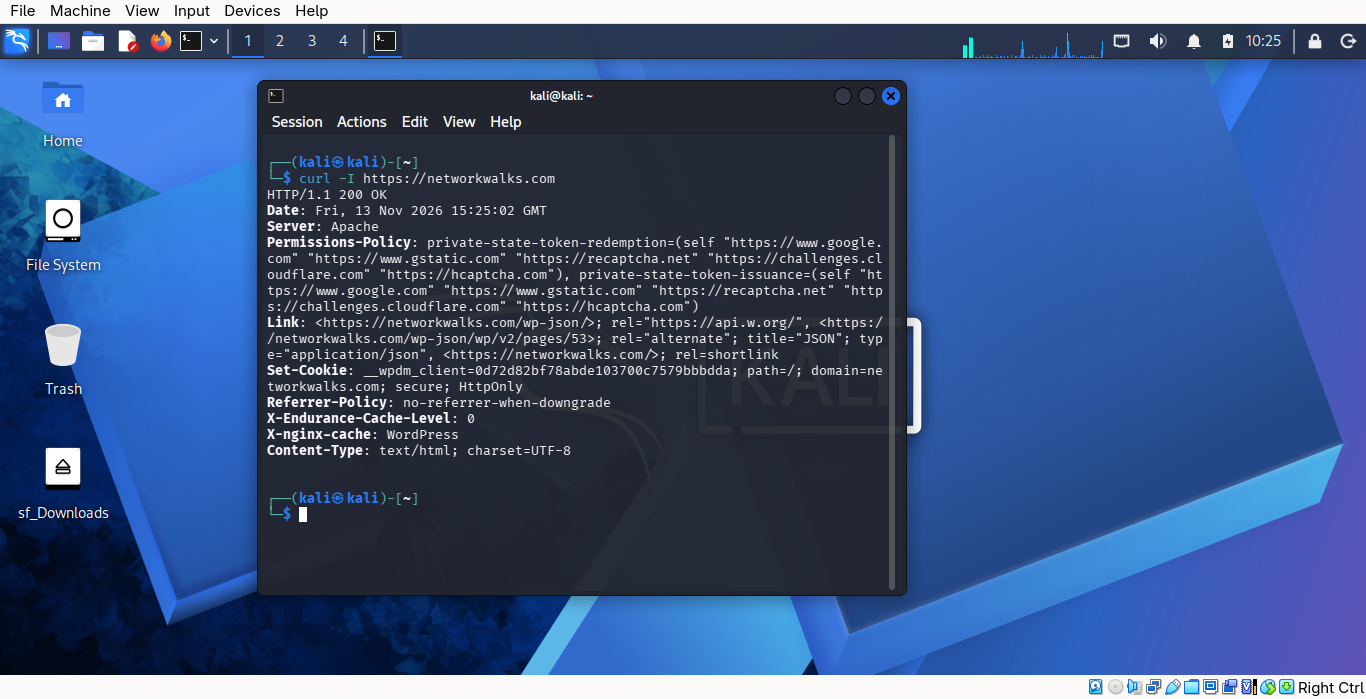 File Machine View Input Devices Help
1 2 3 4 10:25
Home
File System
Trash
sf_Downloads
kali@kali: ~
Session Actions Edit View Help
┌──(kali㉿kali)-[~]
└─$ curl -I https://networkwalks.com
HTTP/1.1 200 OK
Date: Fri, 13 Nov 2026 15:25:02 GMT
Server: Apache
Permissions-Policy: private-state-token-redemption=(self "https://www.google.
com" "https://www.gstatic.com" "https://recaptcha.net" "https://challenges.cl
oudflare.com" "https://hcaptcha.com"), private-state-token-issuance=(self "ht
tps://www.google.com" "https://www.gstatic.com" "https://recaptcha.net" "http
s://challenges.cloudflare.com" "https://hcaptcha.com")
Link: <https://networkwalks.com/wp-json/>; rel="https://api.w.org/", <https:/
/networkwalks.com/wp-json/wp/v2/pages/53>; rel="alternate"; title="JSON"; typ
e="application/json", <https://networkwalks.com/>; rel=shortlink
Set-Cookie: __wpdm_client=0d72d82bf78abde103700c7579bbbdda; path=/; domain=ne
tworkwalks.com; secure; HttpOnly
Referrer-Policy: no-referrer-when-downgrade
X-Endurance-Cache-Level: 0
X-nginx-cache: WordPress
Content-Type: text/html; charset=UTF-8
┌──(kali㉿kali)-[~]
└─$
KALI
Right Ctrl